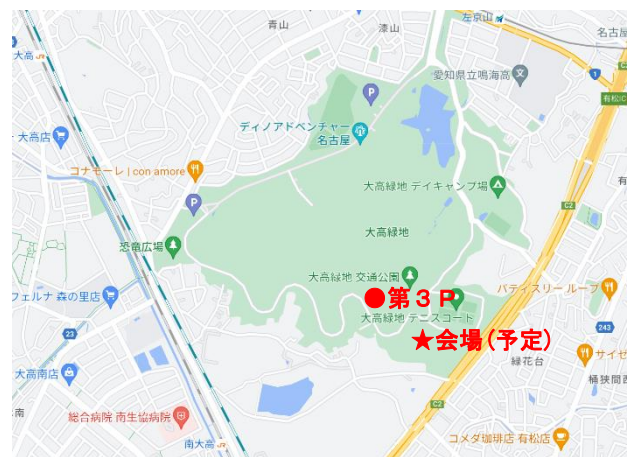 青山
漆山
左京山
名古屋
大高
愛知県立鳴海高
1
有松IC
P
ディノアドベンチャー
名古屋
大高店
コナモーレ | con amore
大高緑地 デイキャンプ場
有
C2
P
大高緑地
恐竜広場
大高緑地 交通公園
●第３Ｐ
パティスリー ループ
フェルナ 森の里店
大高緑地 テニスコート
23
★会場(予定)
243
緑花台
サイゼ
大高南店
桶狭間西
C2
南
総合病院 南生協病院
南大高
コメダ珈琲店 有松店